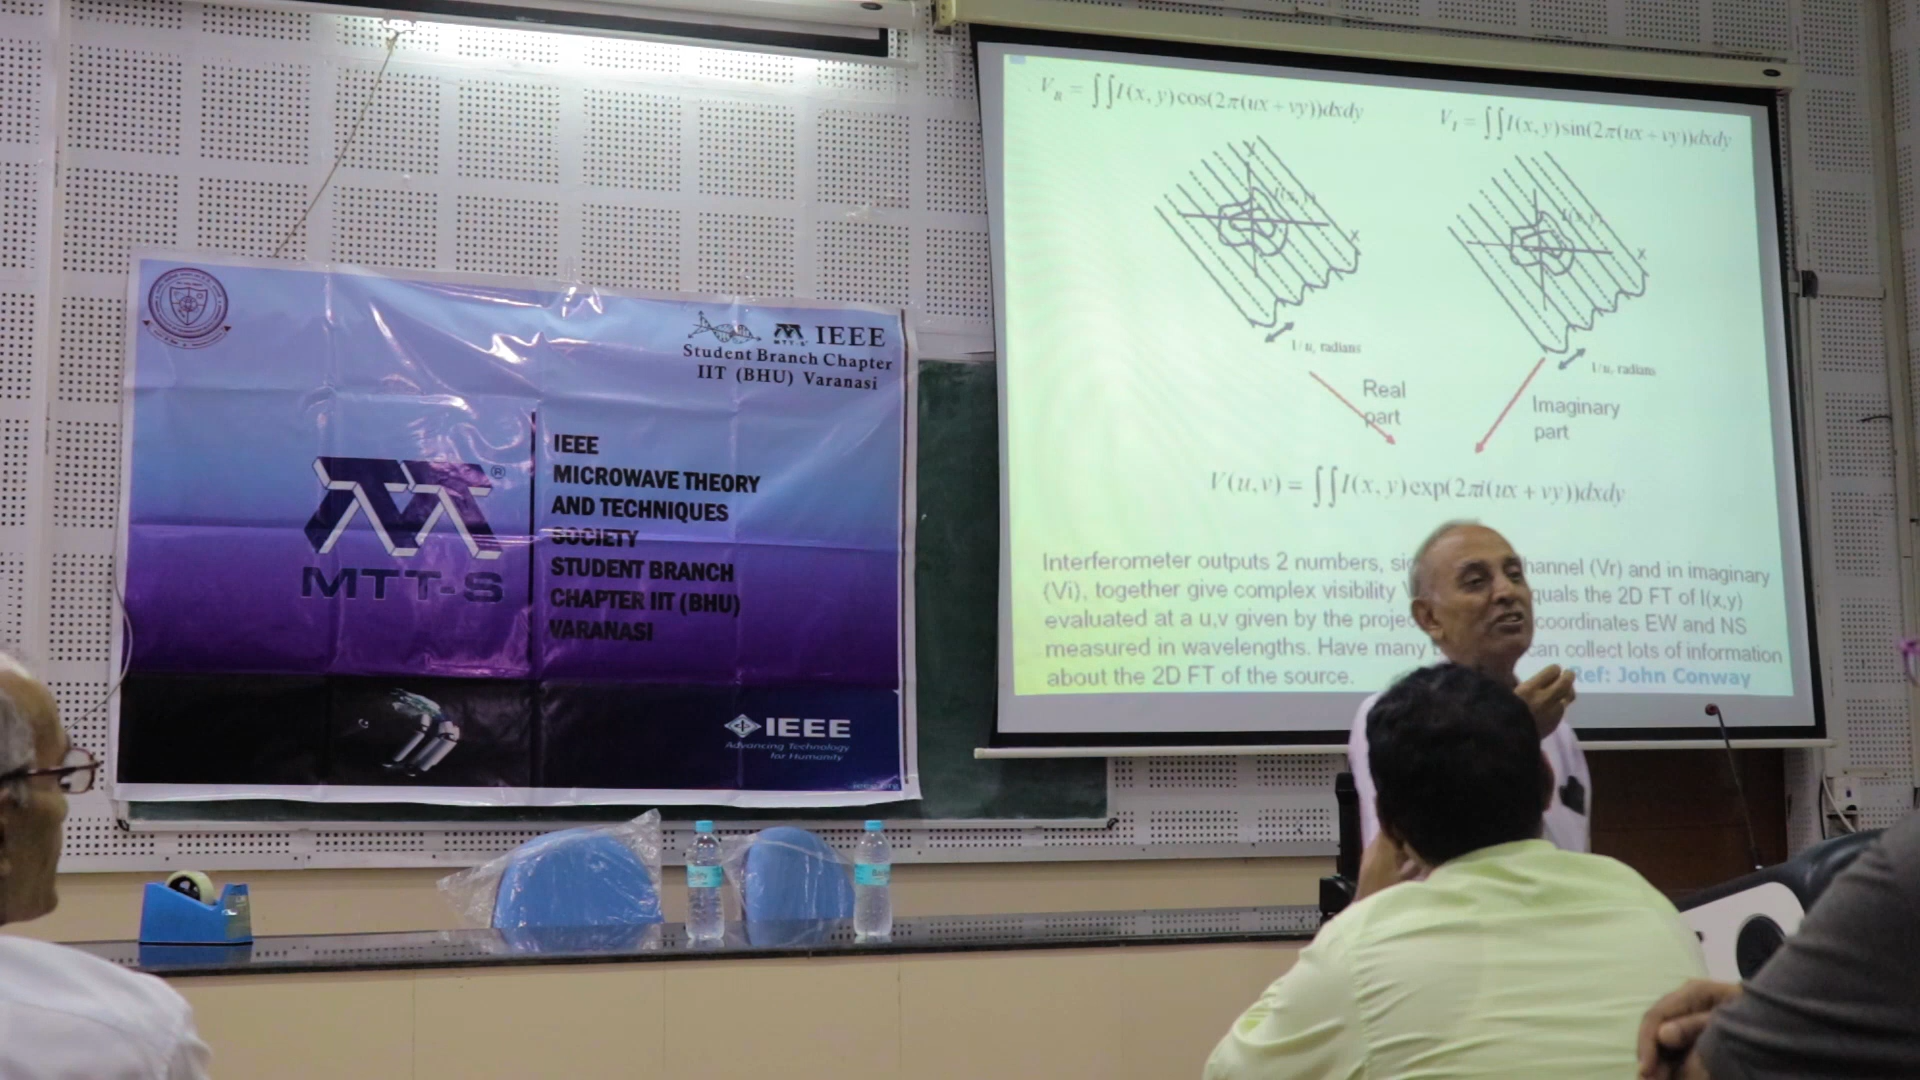 IEEE
Student Branch Chapter
IIT (BHU) Varanasi
MTT-S
®
IEEE
MICROWAVE THEORY
AND TECHNIQUES
SOCIETY
STUDENT BRANCH
CHAPTER IIT (BHU)
VARANASI
IEEE
Advancing Technology
for Humanity
V_R = ∫∫I(x, y)cos(2π(ux + vy))dxdy
V_I = ∫∫I(x, y)sin(2π(ux + vy))dxdy
I(x, y)
X
1/u, radians
I(x, y)
X
1/u, radians
Real
part
Imaginary
part
V(u,v) = ∫∫I(x, y)exp(2πi(ux + vy))dxdy
Interferometer outputs 2 numbers, hannel (Vr) and in imaginary
(Vi), together give complex visibility quals the 2D FT of I(x,y)
evaluated at a u,v given by the projec coordinates EW and NS
measured in wavelengths. Have many can collect lots of information
about the 2D FT of the source.
Ref: John Conway